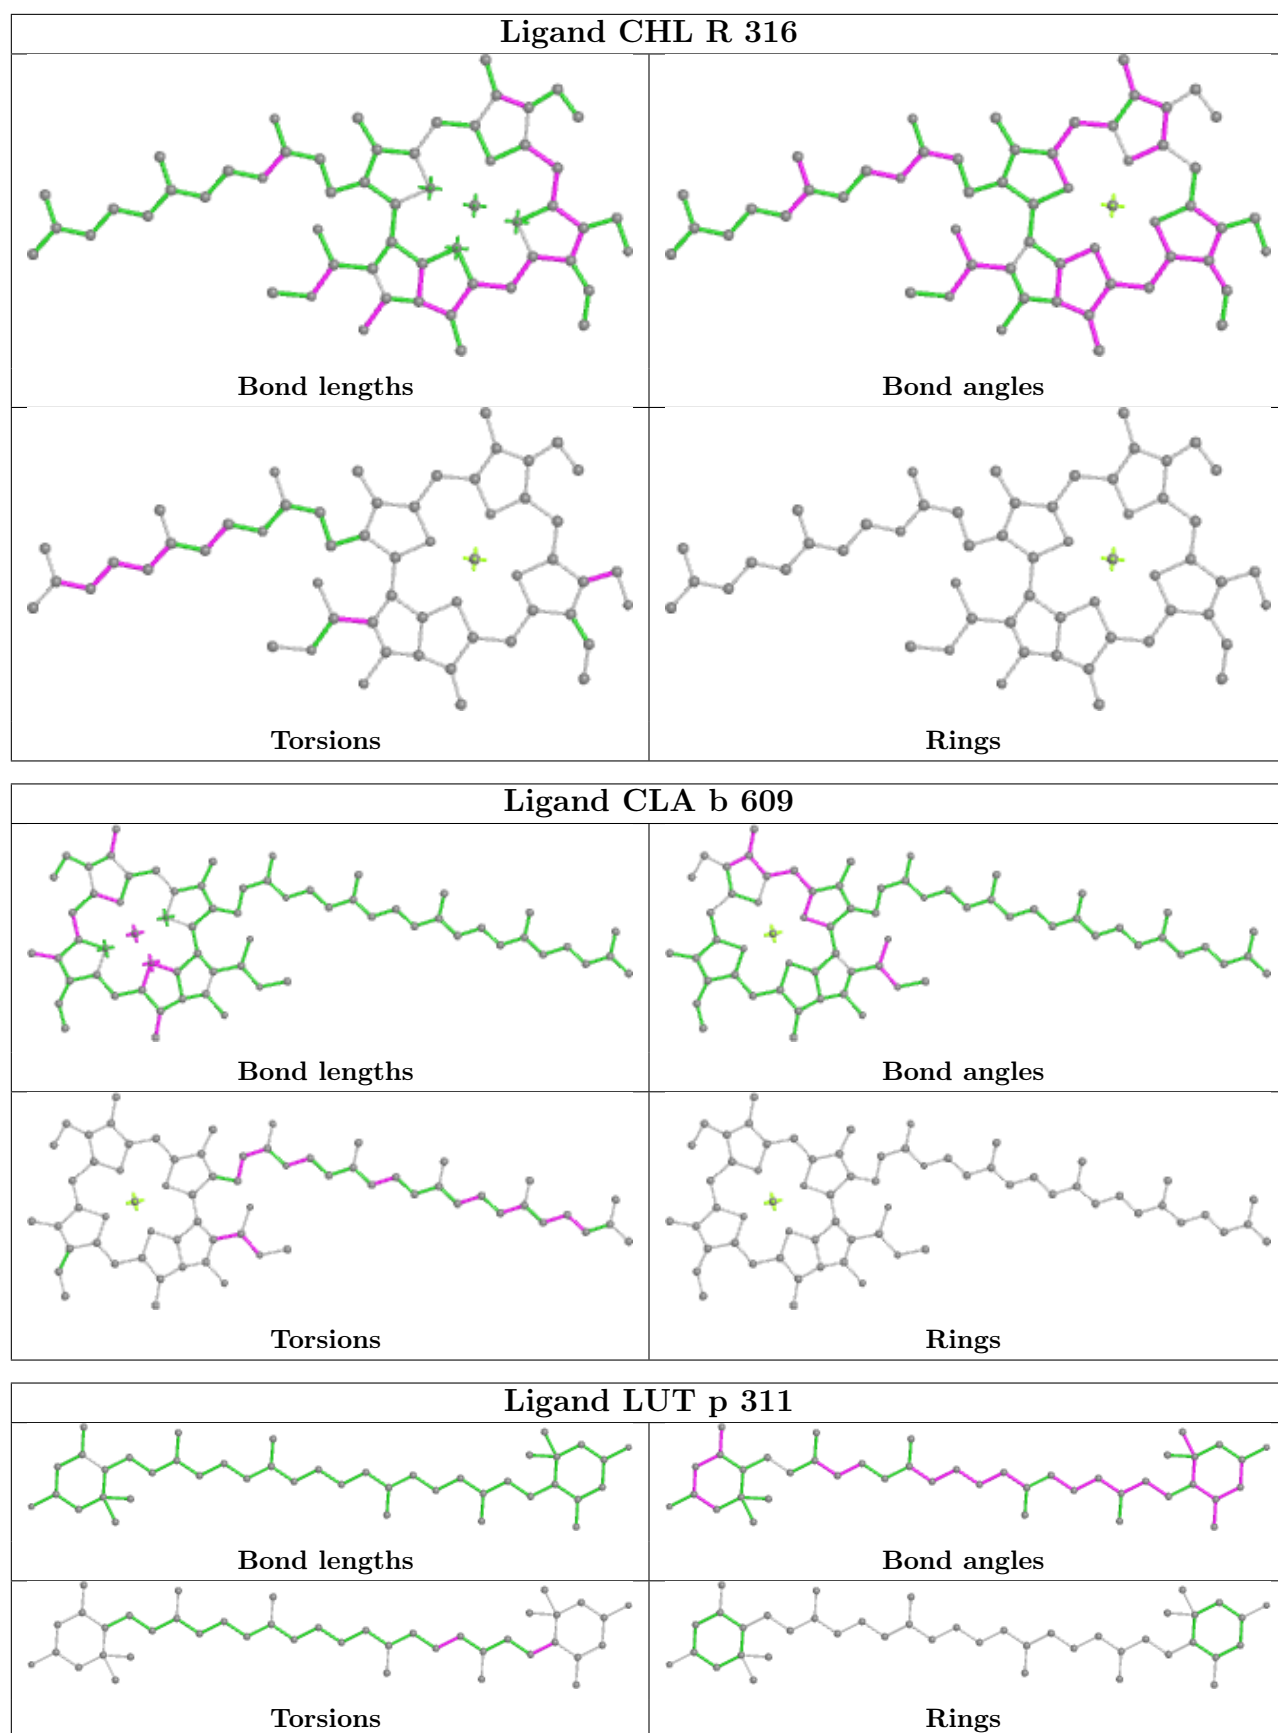 Ligand CHL R 316
Bond lengths
Bond angles
Torsions
Rings
Ligand CLA b 609
Bond lengths
Bond angles
Torsions
Rings
Ligand LUT p 311
Bond lengths
Bond angles
Torsions
Rings